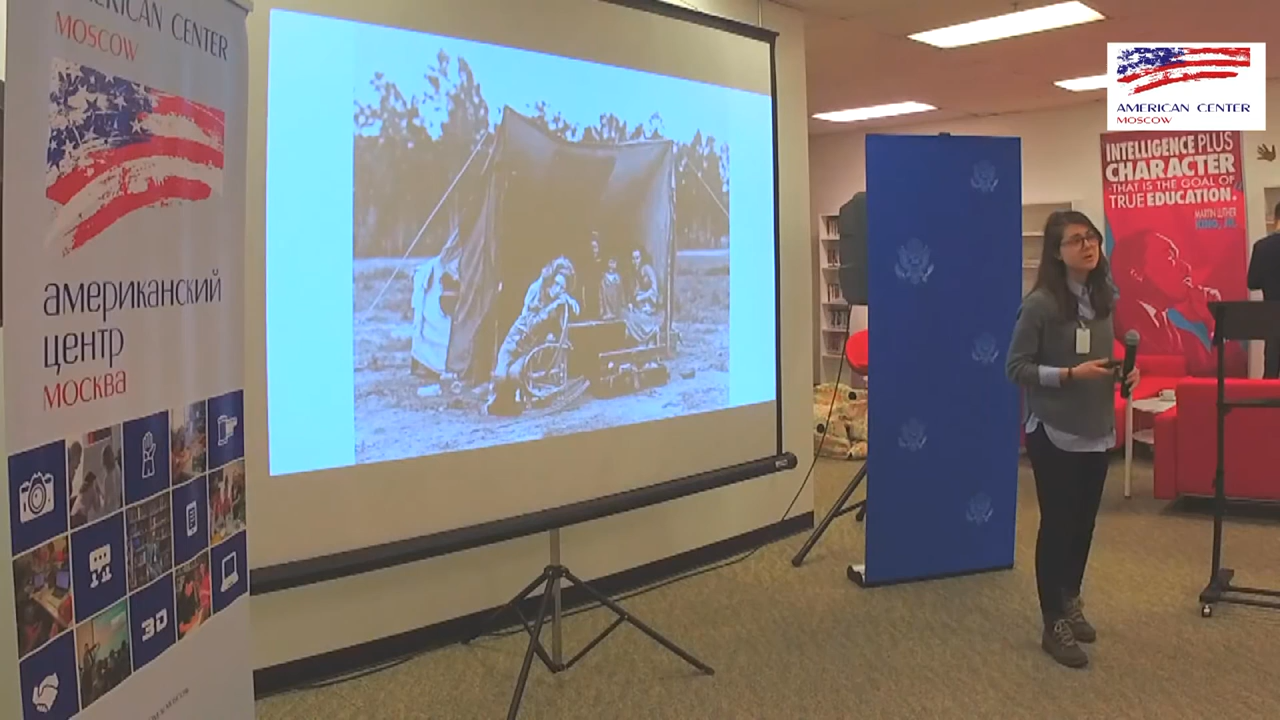 AMERICAN CENTER
MOSCOW
американский
центр
москва
3D
AMERICAN CENTER
MOSCOW
INTELLIGENCE PLUS
CHARACTER
-THAT IS THE GOAL OF
TRUE EDUCATION.
MARTIN LUTHER
KING, JR.